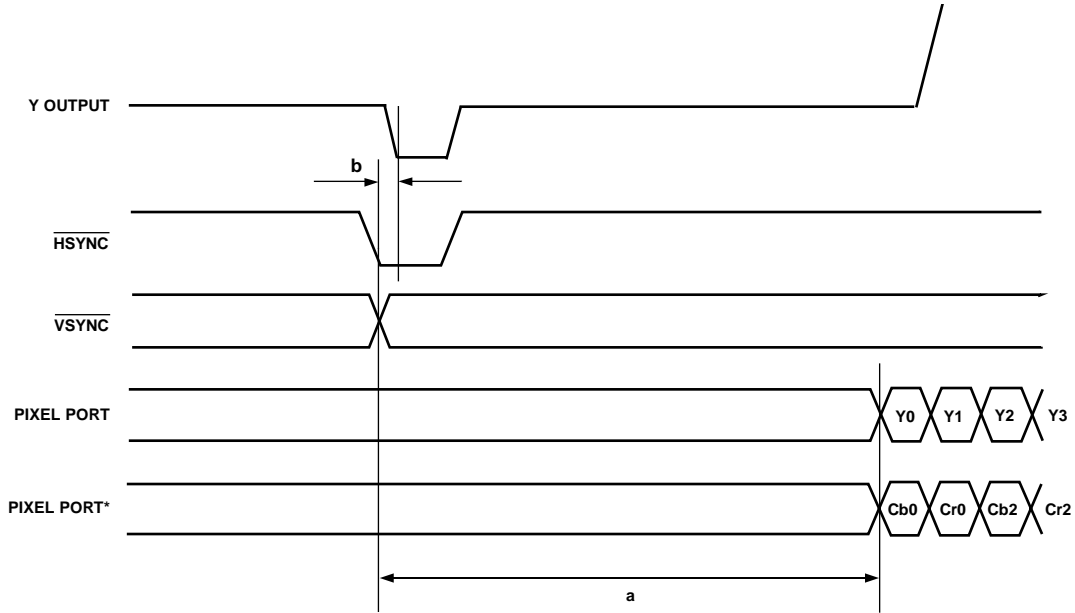 Y OUTPUT
b
HSYNC
VSYNC
PIXEL PORT
Y0 Y1 Y2 Y3
PIXEL PORT*
Cb0 Cr0 Cb2 Cr2
a